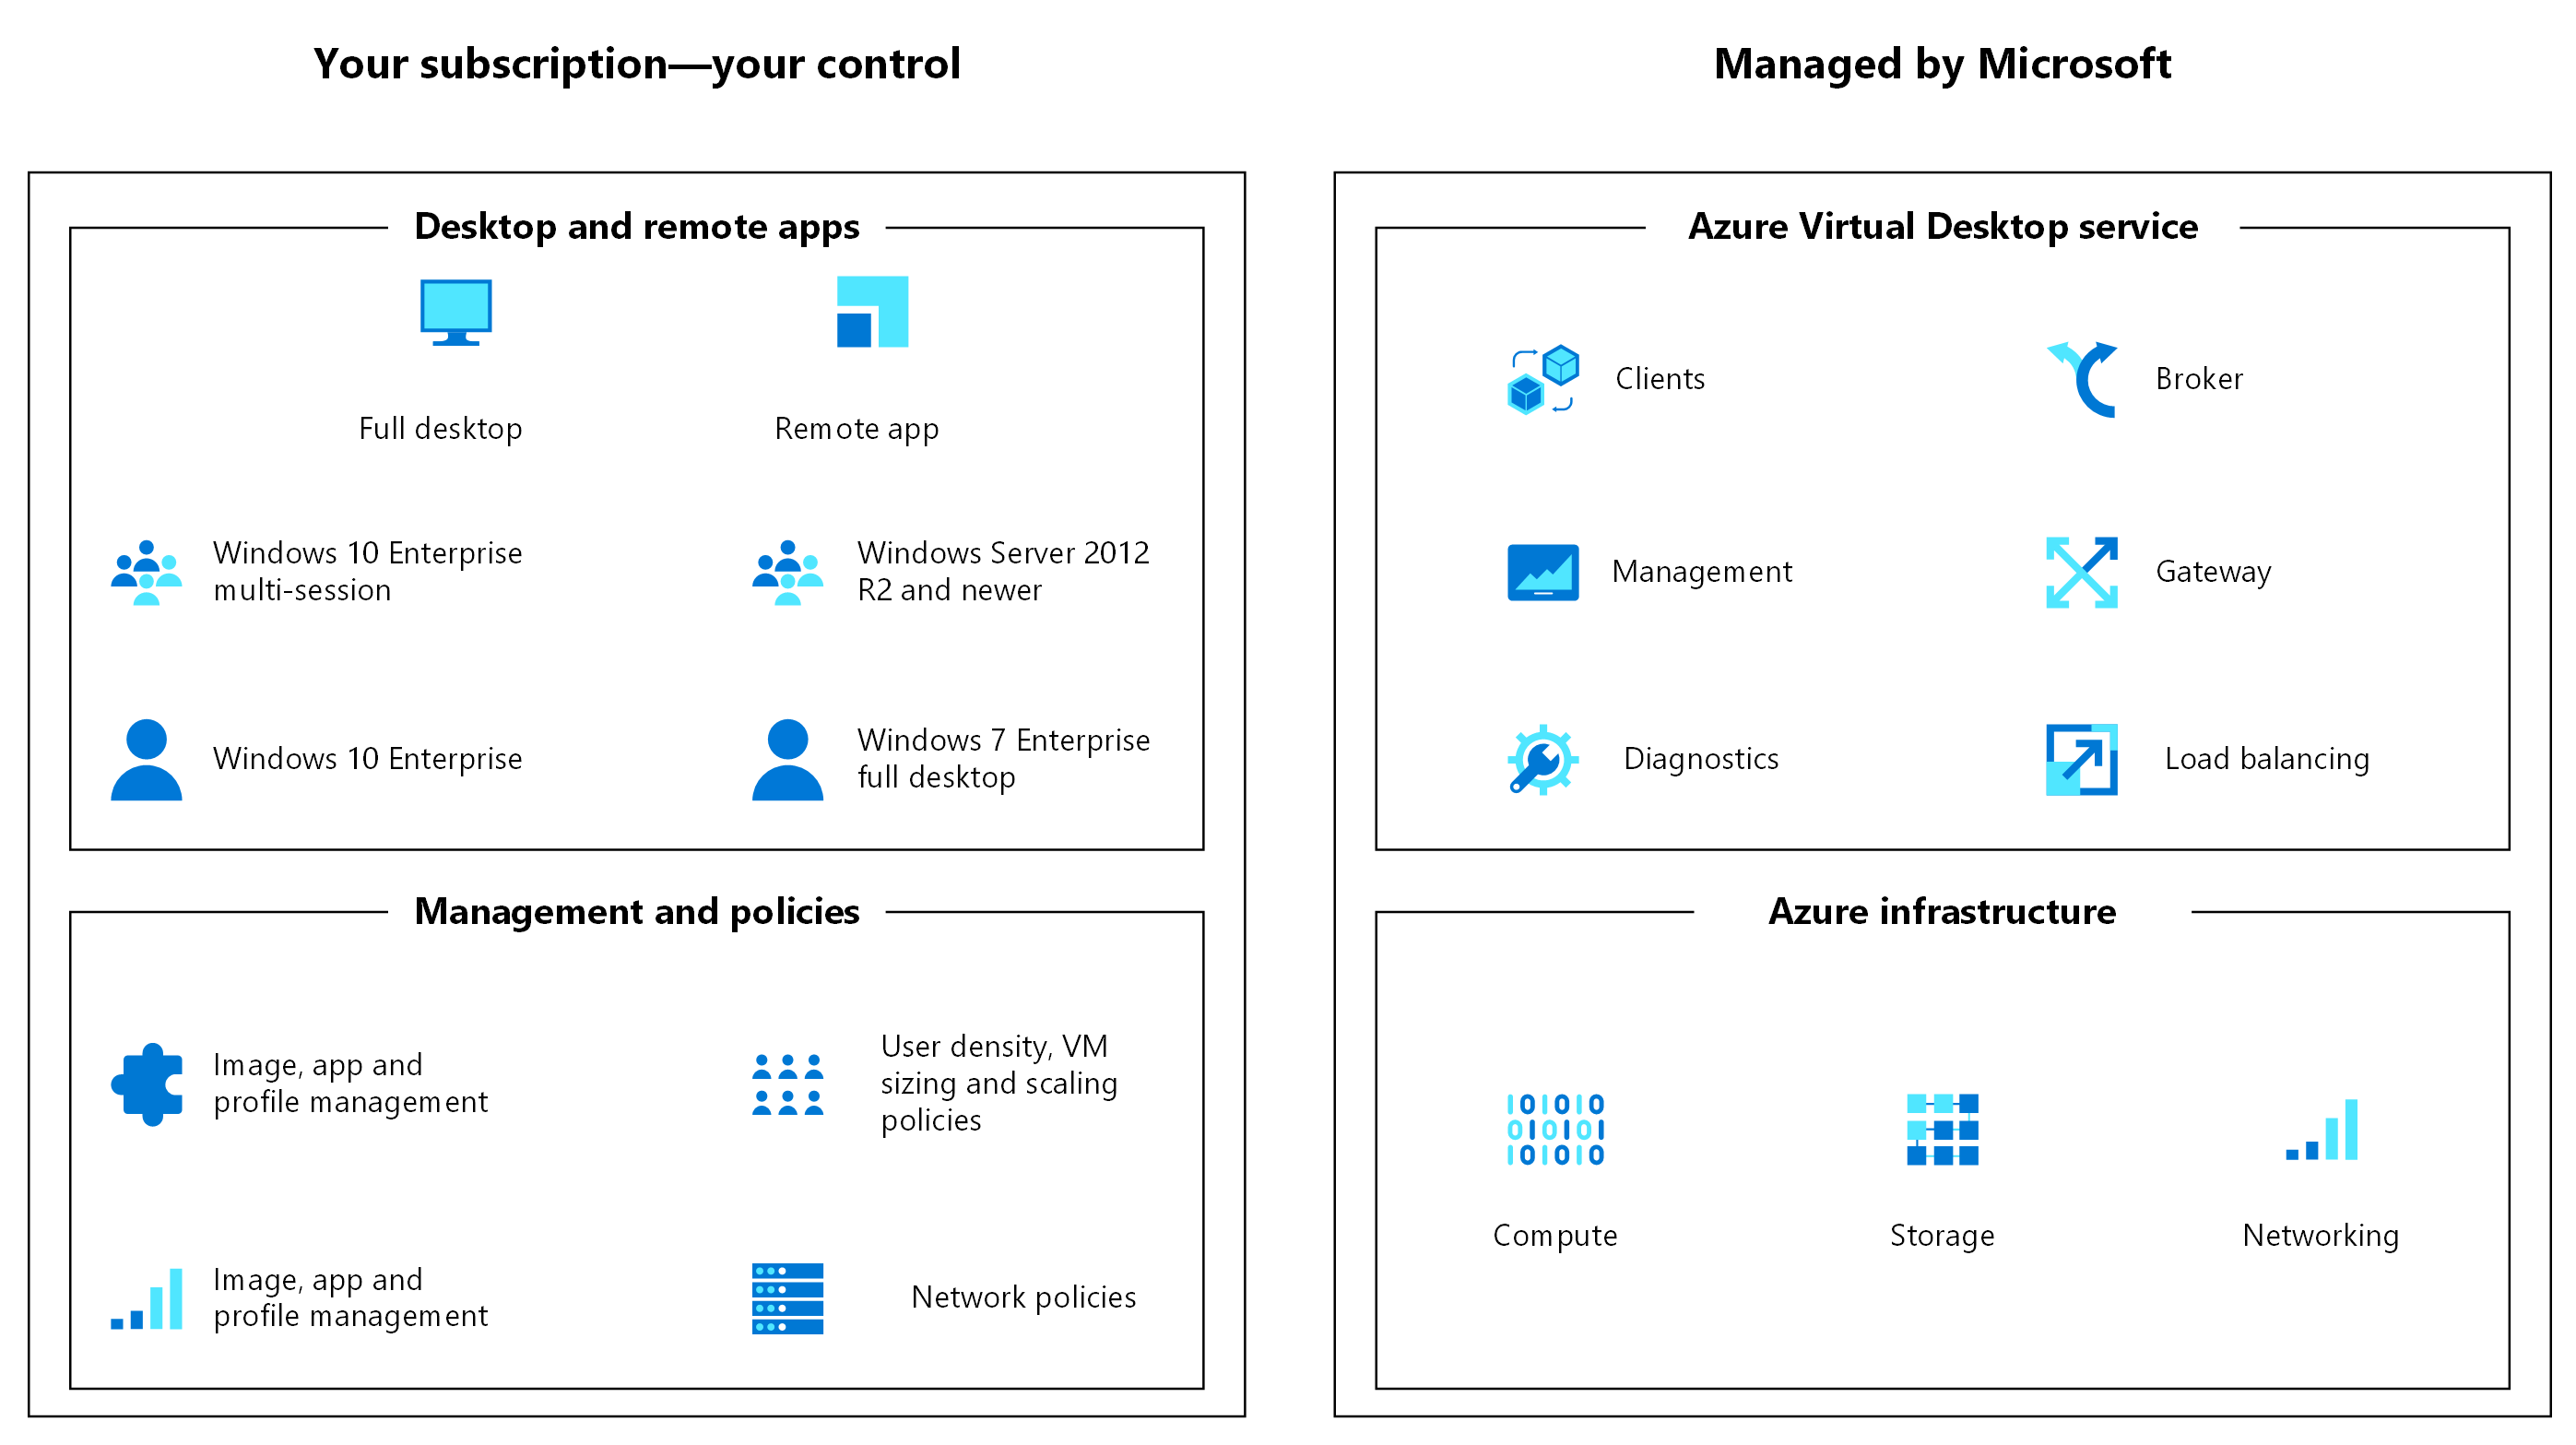 Your subscription—your control
Managed by Microsoft
Desktop and remote apps
Full desktop
Remote app
Windows 10 Enterprise
multi-session
Windows Server 2012
R2 and newer
Windows 10 Enterprise
Windows 7 Enterprise
full desktop
Management and policies
Image, app and
profile management
User density, VM
sizing and scaling
policies
Image, app and
profile management
Network policies
Azure Virtual Desktop service
Clients
Broker
Management
Gateway
Diagnostics
Load balancing
Azure infrastructure
Compute
Storage
Networking